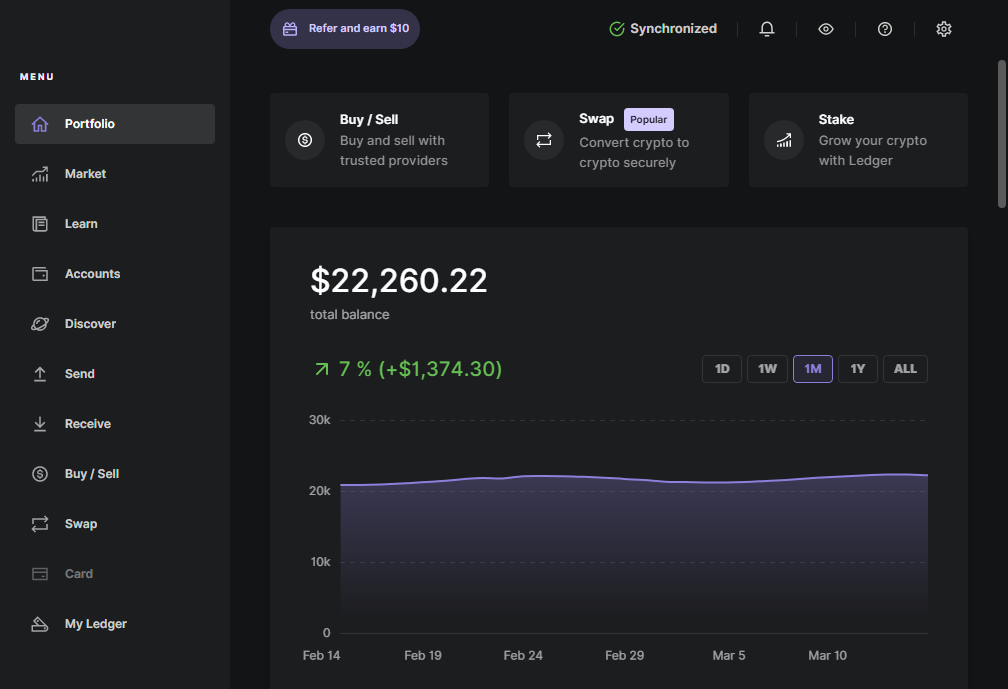 Refer and earn $10
Synchronized
MENU
Portfolio
Market
Learn
Accounts
Discover
Send
Receive
Buy / Sell
Swap
Card
My Ledger
Buy / Sell
Buy and sell with
trusted providers
Swap Popular
Convert crypto to
crypto securely
Stake
Grow your crypto
with Ledger
$22,260.22
total balance
7 % (+$1,374.30)
1D 1W 1M 1Y ALL
30k
20k
10k
0
Feb 14 Feb 19 Feb 24 Feb 29 Mar 5 Mar 10